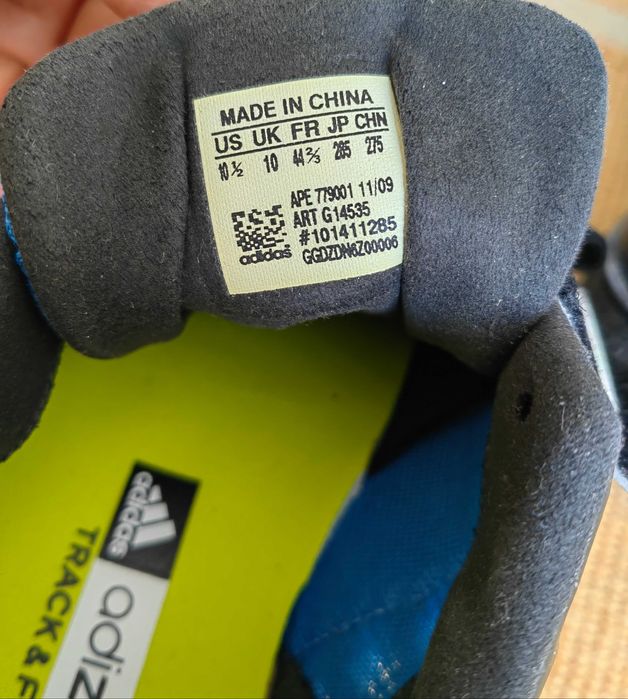 MADE IN CHINA
US UK FR JP CHN
10½ 10 44⅔ 285 275
APE 779001 11/09
ART G14535
#101411285
GGDZDN6Z00006
adidas
adidas
adiz
TRACK & F